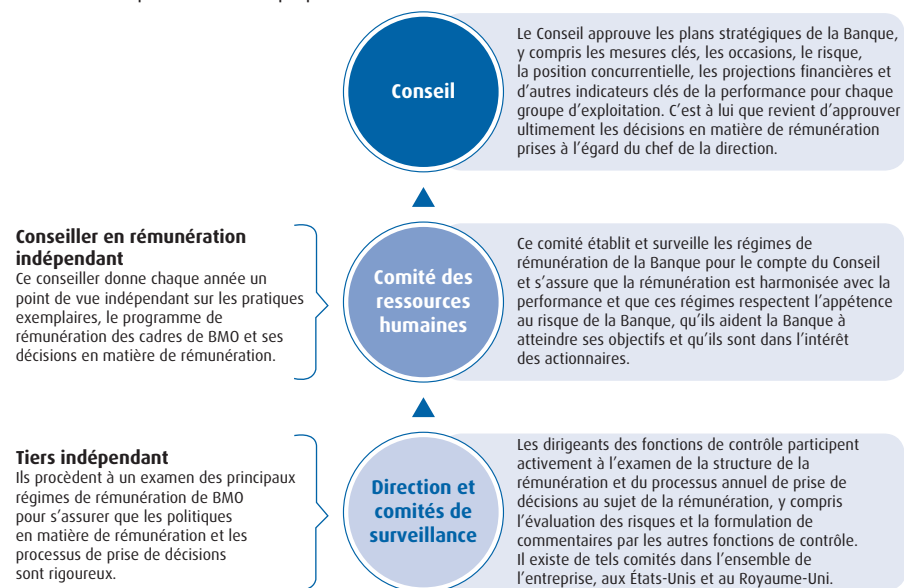 Conseil
Le Conseil approuve les plans stratégiques de la Banque,
y compris les mesures clés, les occasions, le risque,
la position concurrentielle, les projections financières et
d'autres indicateurs clés de la performance pour chaque
groupe d'exploitation. C'est à lui que revient d'approuver
ultimement les décisions en matière de rémunération
prises à l'égard du chef de la direction.
Conseiller en rémunération
indépendant
Ce conseiller donne chaque année un
point de vue indépendant sur les pratiques
exemplaires, le programme de
rémunération des cadres de BMO et ses
décisions en matière de rémunération.
Comité des
ressources
humaines
Ce comité établit et surveille les régimes de
rémunération de la Banque pour le compte du Conseil
et s'assure que la rémunération est harmonisée avec la
performance et que ces régimes respectent l'appétence
au risque de la Banque, qu'ils aident la Banque à
atteindre ses objectifs et qu'ils sont dans l'intérêt
des actionnaires.
Tiers indépendant
Ils procèdent à un examen des principaux
régimes de rémunération de BMO
pour s'assurer que les politiques
en matière de rémunération et les
processus de prise de décisions
sont rigoureux.
Direction et
comités de
surveillance
Les dirigeants des fonctions de contrôle participent
activement à l'examen de la structure de la
rémunération et du processus annuel de prise de
décisions au sujet de la rémunération, y compris
l'évaluation des risques et la formulation de
commentaires par les autres fonctions de contrôle.
Il existe de tels comités dans l'ensemble de
l'entreprise, aux États-Unis et au Royaume-Uni.